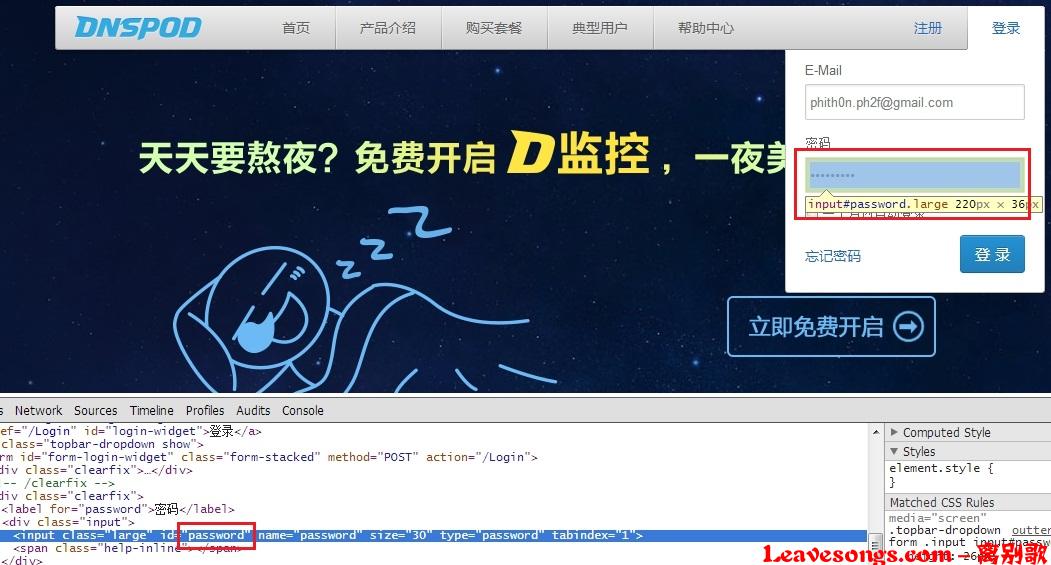 DNSPOD 首页 产品介绍 购买套餐 典型用户 帮助中心 注册 登录
E-Mail
phith0n.ph2f@gmail.com
密码
•••••••••
input#password.large 220px × 36px
天天要熬夜？免费开启 D监控，一夜美
zzz
忘记密码 登 录
立即免费开启
s Network Sources Timeline Profiles Audits Console
ef="/Login" id="login-widget">登录</a>
class="topbar-dropdown show">
rm id="form-login-widget" class="form-stacked" method="POST" action="/Login">
div class="clearfix">…</div>
-- /clearfix -->
div class="clearfix">
<label for="password">密码</label>
<div class="input">
<input class="large" id="password" name="password" size="30" type="password" tabindex="1">
<span class="help-inline"></span>
</div>
Computed Style
Styles
element.style {
}
Matched CSS Rules
media="screen"
.topbar-dropdown outter
form .input input#passw
height: 26
Leavesongs.com - 离别歌